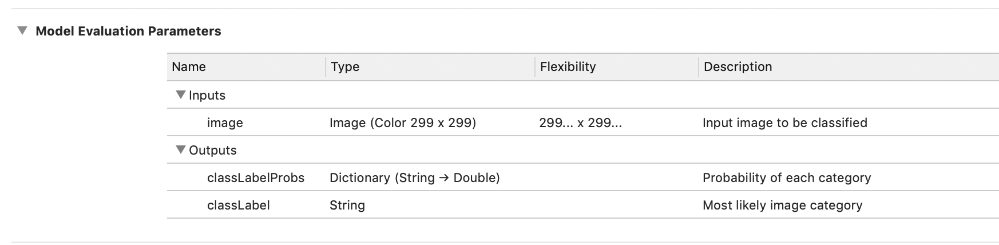 Model Evaluation Parameters
Name Type Flexibility Description
Inputs
image Image (Color 299 x 299) 299... x 299... Input image to be classified
Outputs
classLabelProbs Dictionary (String → Double) Probability of each category
classLabel String Most likely image category